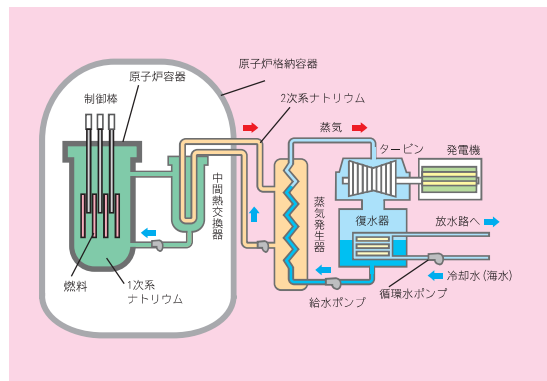 原子炉格納容器
原子炉容器
制御棒
2次系ナトリウム
蒸気
タービン
発電機
中間熱交換器
蒸気発生器
復水器
放水路へ
冷却水(海水)
循環水ポンプ
給水ポンプ
燃料
1次系
ナトリウム